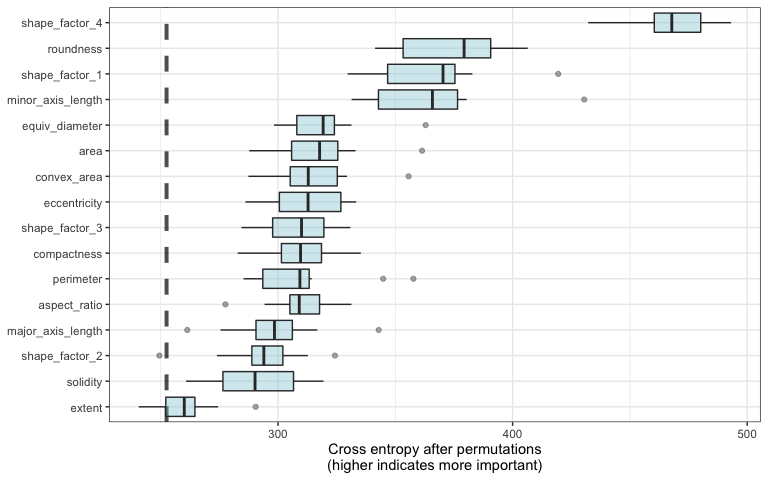 shape_factor_4
roundness
shape_factor_1
minor_axis_length
equiv_diameter
area
convex_area
eccentricity
shape_factor_3
compactness
perimeter
aspect_ratio
major_axis_length
shape_factor_2
solidity
extent
300 400 500
Cross entropy after permutations
(higher indicates more important)